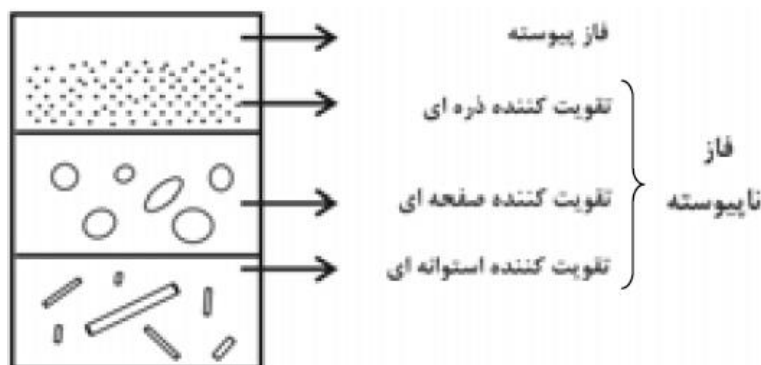 فاز پیوسته
تقویت کننده ذره ای
تقویت کننده صفحه ای
تقویت کننده استوانه ای
فاز
ناپیوسته